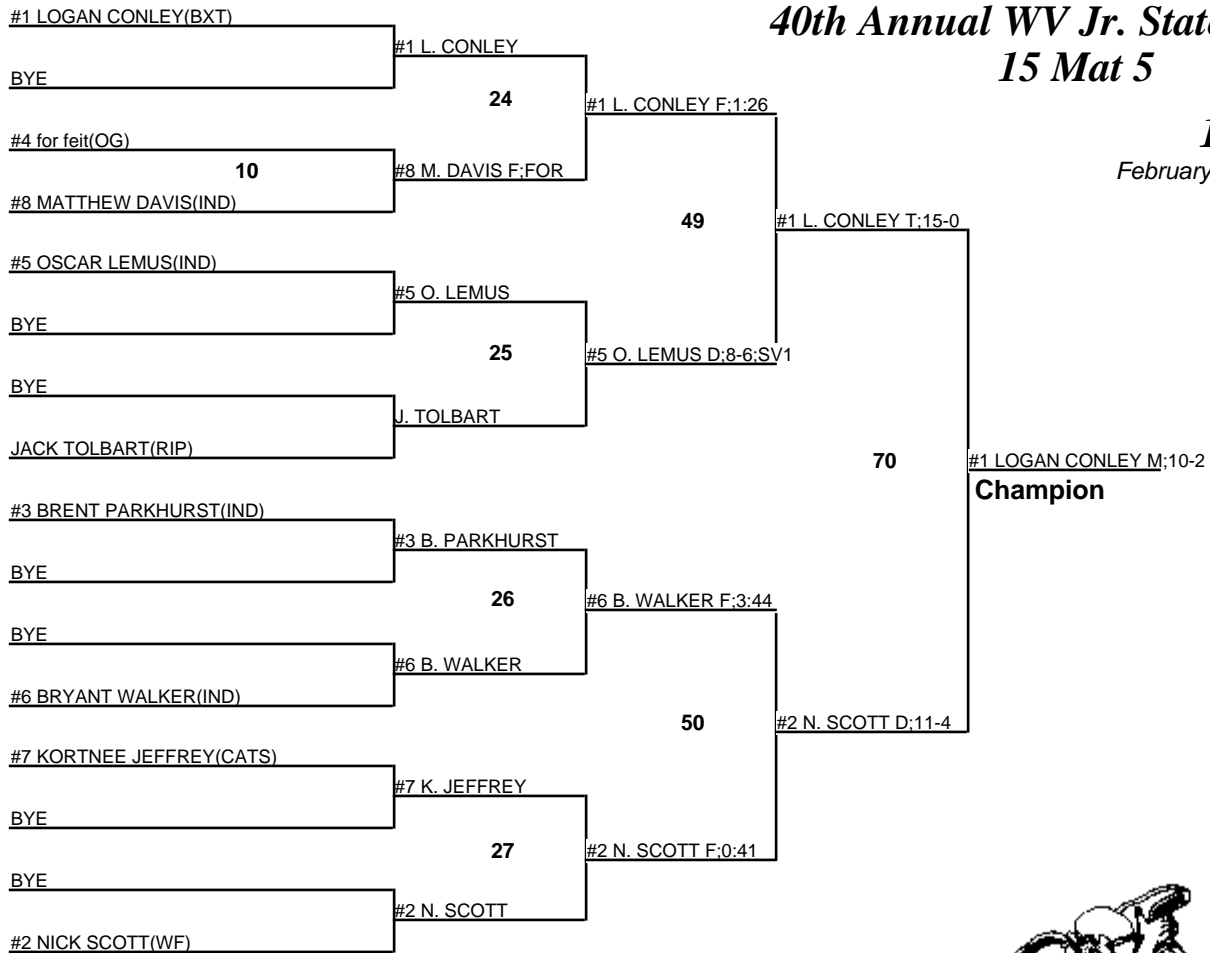 40th Annual WV Jr. State
15 Mat 5
1
February
#1 LOGAN CONLEY(BXT)
BYE
#4 for feit(OG)
10
#8 MATTHEW DAVIS(IND)
#5 OSCAR LEMUS(IND)
BYE
BYE
JACK TOLBART(RIP)
#3 BRENT PARKHURST(IND)
BYE
BYE
#6 BRYANT WALKER(IND)
#7 KORTNEE JEFFREY(CATS)
BYE
BYE
#2 NICK SCOTT(WF)
#1 L. CONLEY
24
#8 M. DAVIS F;FOR
#5 O. LEMUS
25
J. TOLBART
#3 B. PARKHURST
26
#6 B. WALKER
#7 K. JEFFREY
27
#2 N. SCOTT
#1 L. CONLEY F;1:26
49
#5 O. LEMUS D;8-6;SV1
#6 B. WALKER F;3:44
50
#2 N. SCOTT F;0:41
#1 L. CONLEY T;15-0
70
#2 N. SCOTT D;11-4
#1 LOGAN CONLEY M;10-2
Champion